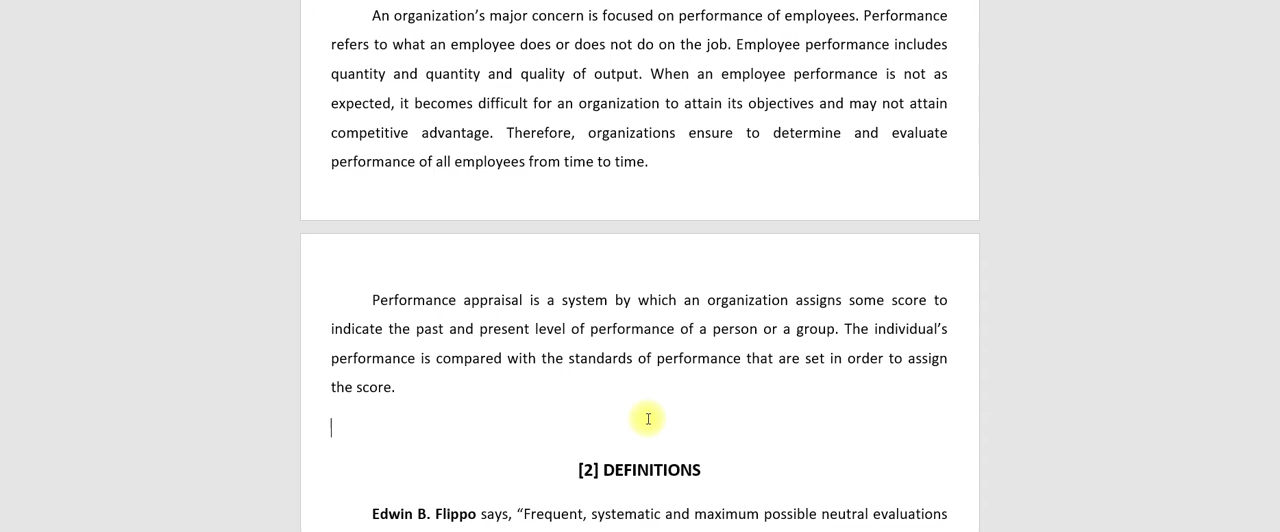 An organization’s major concern is focused on performance of employees. Performance
refers to what an employee does or does not do on the job. Employee performance includes
quantity and quantity and quality of output. When an employee performance is not as
expected, it becomes difficult for an organization to attain its objectives and may not attain
competitive advantage. Therefore, organizations ensure to determine and evaluate
performance of all employees from time to time.
Performance appraisal is a system by which an organization assigns some score to
indicate the past and present level of performance of a person or a group. The individual’s
performance is compared with the standards of performance that are set in order to assign
the score.
[2] DEFINITIONS
Edwin B. Flippo says, “Frequent, systematic and maximum possible neutral evaluations